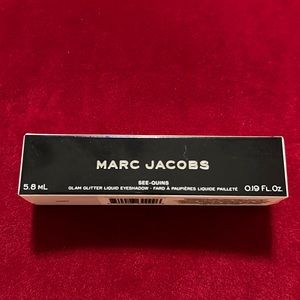 MARC JACOBS
SEE-QUINS
5.8 mL GLAM GLITTER LIQUID EYESHADOW • FARD À PAUPIÈRES LIQUIDE PAILLETÉ 0.19 FL.OZ.